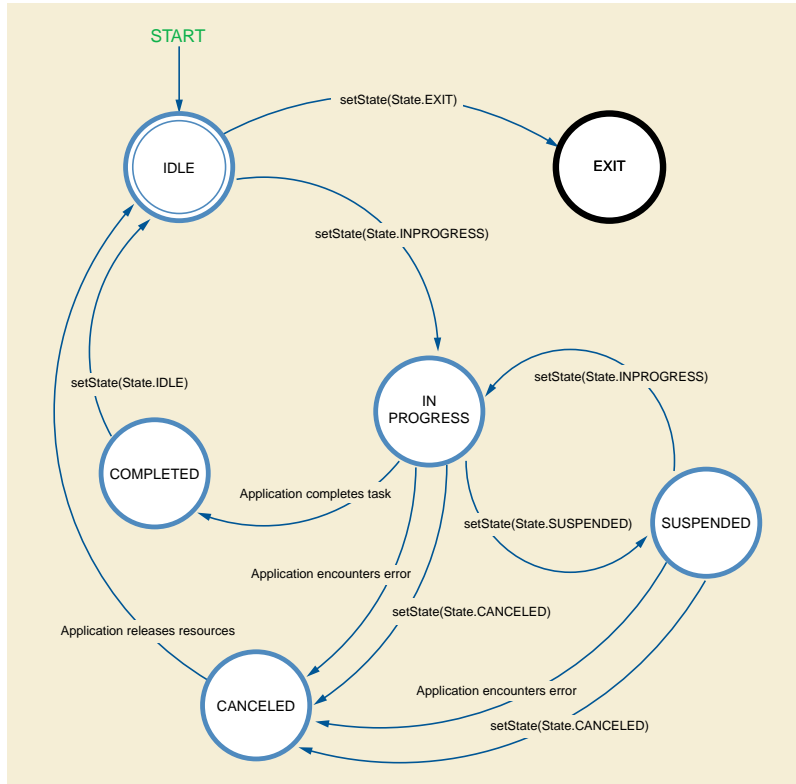 START
setState(State.EXIT)
IDLE
EXIT
setState(State.INPROGRESS)
setState(State.INPROGRESS)
setState(State.IDLE)
IN
PROGRESS
COMPLETED
Application completes task
setState(State.SUSPENDED)
SUSPENDED
Application encounters error
setState(State.CANCELED)
Application releases resources
CANCELED
Application encounters error
setState(State.CANCELED)